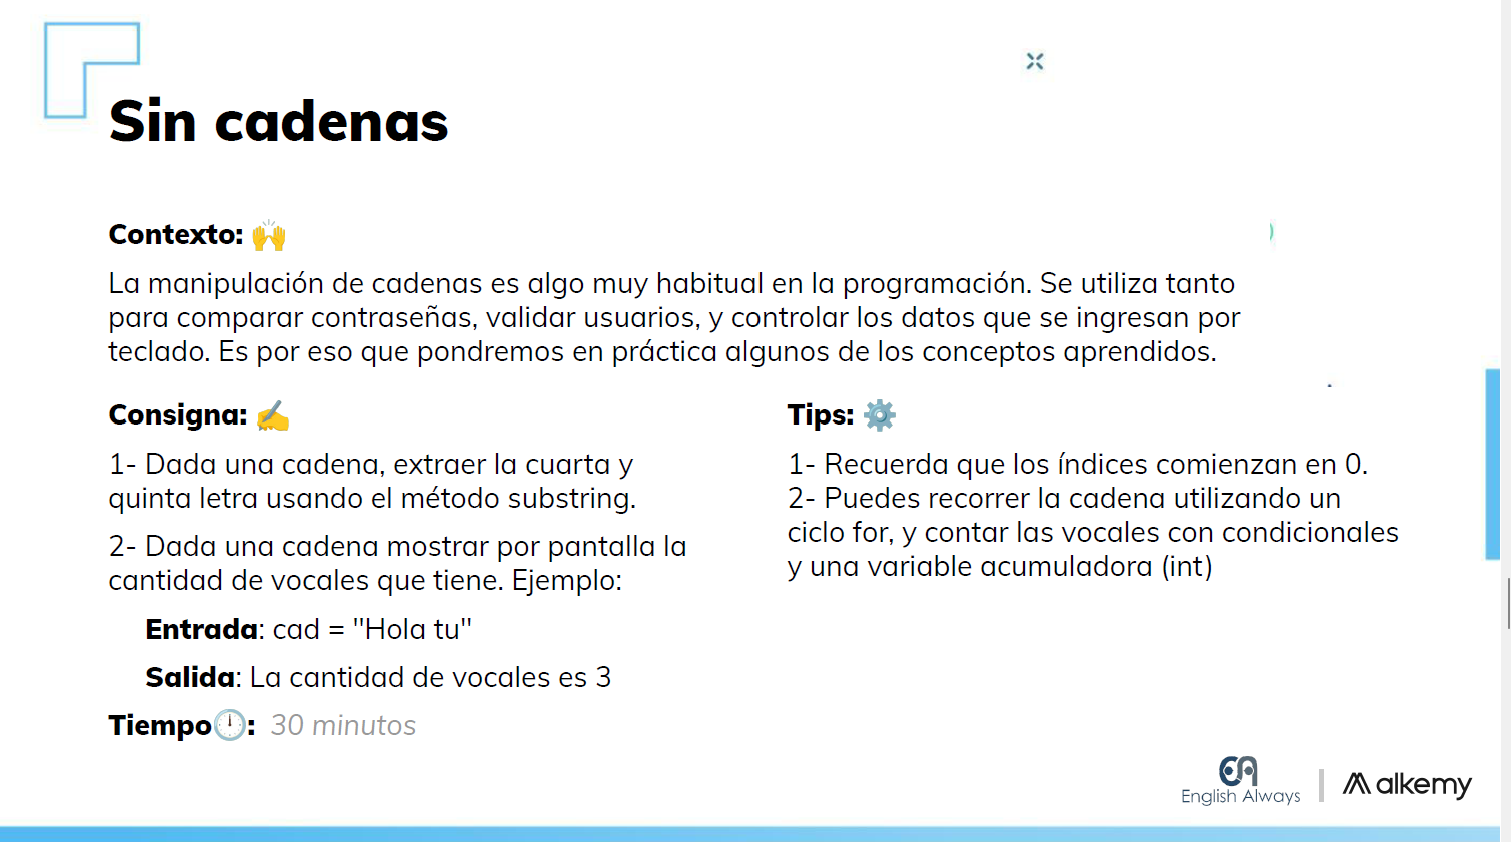 Sin cadenas
Contexto: 🙌
La manipulación de cadenas es algo muy habitual en la programación. Se utiliza tanto
para comparar contraseñas, validar usuarios, y controlar los datos que se ingresan por
teclado. Es por eso que pondremos en práctica algunos de los conceptos aprendidos.
Consigna: ✍️
1- Dada una cadena, extraer la cuarta y
quinta letra usando el método substring.
2- Dada una cadena mostrar por pantalla la
cantidad de vocales que tiene. Ejemplo:
Entrada: cad = "Hola tu"
Salida: La cantidad de vocales es 3
Tiempo🕛: 30 minutos
Tips: ⚙️
1- Recuerda que los índices comienzan en 0.
2- Puedes recorrer la cadena utilizando un
ciclo for, y contar las vocales con condicionales
y una variable acumuladora (int)
EA
English Always
alkemy